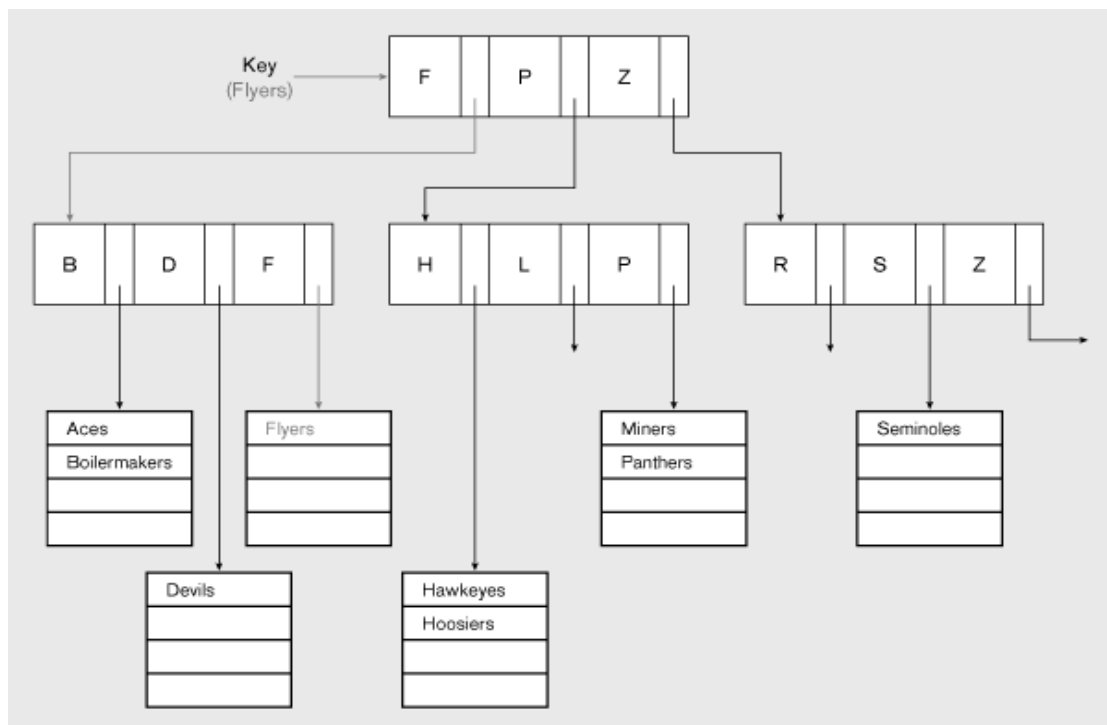 Key
(Flyers)
F P Z
B D F
H L P
R S Z
Aces
Boilermakers
Flyers
Miners
Panthers
Seminoles
Devils
Hawkeyes
Hoosiers